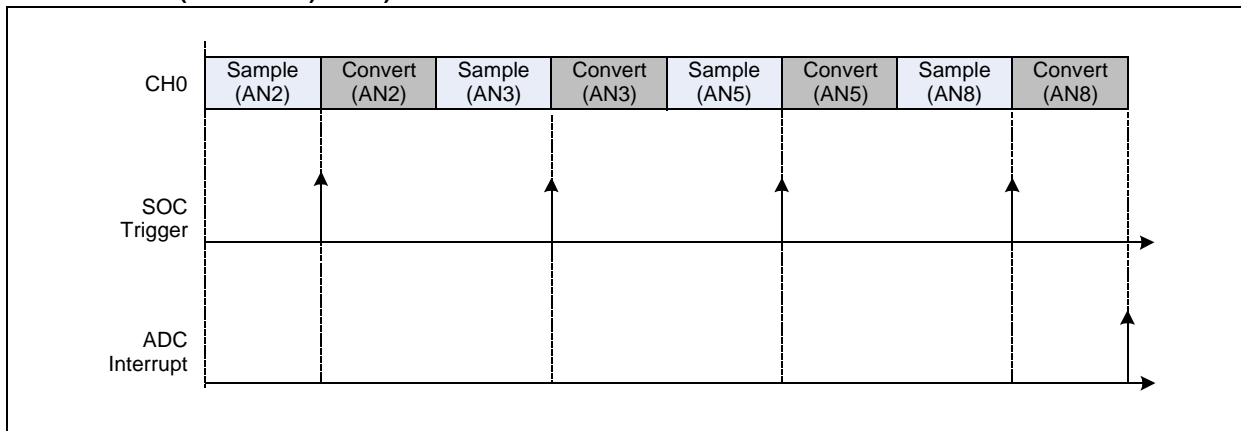 CH0
Sample
(AN2)
Convert
(AN2)
Sample
(AN3)
Convert
(AN3)
Sample
(AN5)
Convert
(AN5)
Sample
(AN8)
Convert
(AN8)
SOC
Trigger
ADC
Interrupt